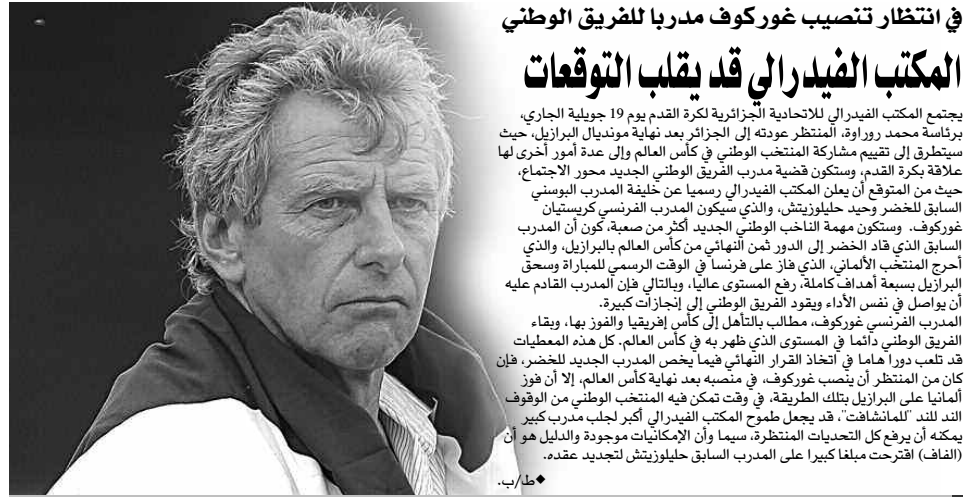 في انتظار تنصيب غوركوف مدربا للفريق الوطني
المكتب الفيدرالي قد يقلب التوقعات
يجتمع المكتب الفيدرالي للاتحادية الجزائرية لكرة القدم يوم 19 جويلية الجاري،
برئاسة محمد روراوة، المنتظر عودته إلى الجزائر بعد نهاية مونديال البرازيل، حيث
سيتطرق إلى تقييم مشاركة المنتخب الوطني في كأس العالم وإلى عدة أمور أخرى لها
علاقة بكرة القدم، وستكون قضية مدرب الفريق الوطني الجديد محور الاجتماع،
حيث من المتوقع أن يعلن المكتب الفيدرالي رسميا عن خليفة المدرب البوسني
السابق للخضر وحيد حليلوزيتش، والذي سيكون المدرب الفرنسي كريستيان
غوركوف. وستكون مهمة الناخب الوطني الجديد أكثر من صعبة، كون أن المدرب
السابق الذي قاد الخضر إلى الدور ثمن النهائي من كأس العالم بالبرازيل، والذي
أحرج المنتخب الألماني، الذي فاز على فرنسا في الوقت الرسمي للمباراة وسحق
البرازيل بسبعة أهداف كاملة، رفع المستوى عاليا، وبالتالي فإن المدرب القادم عليه
أن يواصل في نفس الأداء ويقود الفريق الوطني إلى إنجازات كبيرة.
المدرب الفرنسي غوركوف، مطالب بالتأهل إلى كأس إفريقيا والفوز بها، وبقاء
الفريق الوطني دائما في المستوى الذي ظهر به في كأس العالم. كل هذه المعطيات
قد تلعب دورا هاما في اتخاذ القرار النهائي فيما يخص المدرب الجديد للخضر، فإن
كان من المنتظر أن ينصب غوركوف، في منصبه بعد نهاية كأس العالم، إلا أن فوز
ألمانيا على البرازيل بتلك الطريقة، في وقت تمكن فيه المنتخب الوطني من الوقوف
الند للند "للمانشافت"، قد يجعل طموح المكتب الفيدرالي أكبر لجلب مدرب كبير
يمكنه أن يرفع كل التحديات المنتظرة، سيما وأن الإمكانيات موجودة والدليل هو أن
(الفاف) اقترحت مبلغا كبيرا على المدرب السابق حليلوزيتش لتجديد عقده.
◆ط/ب.